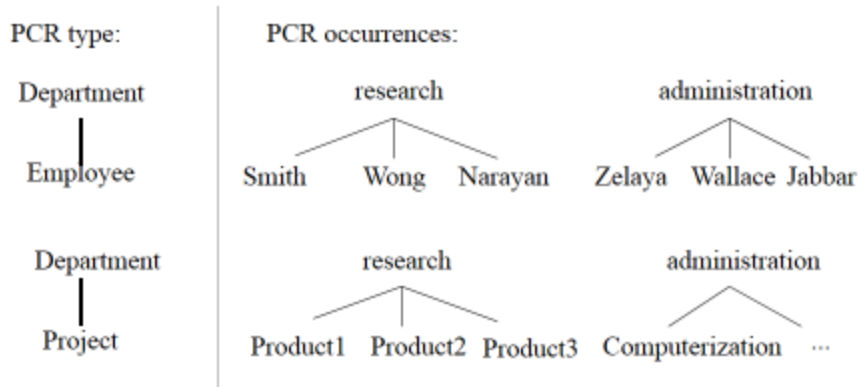 PCR type: PCR occurrences:
Department research administration
Employee Smith Wong Narayan Zelaya Wallace Jabbar
Department research administration
Project Product1 Product2 Product3 Computerization ...